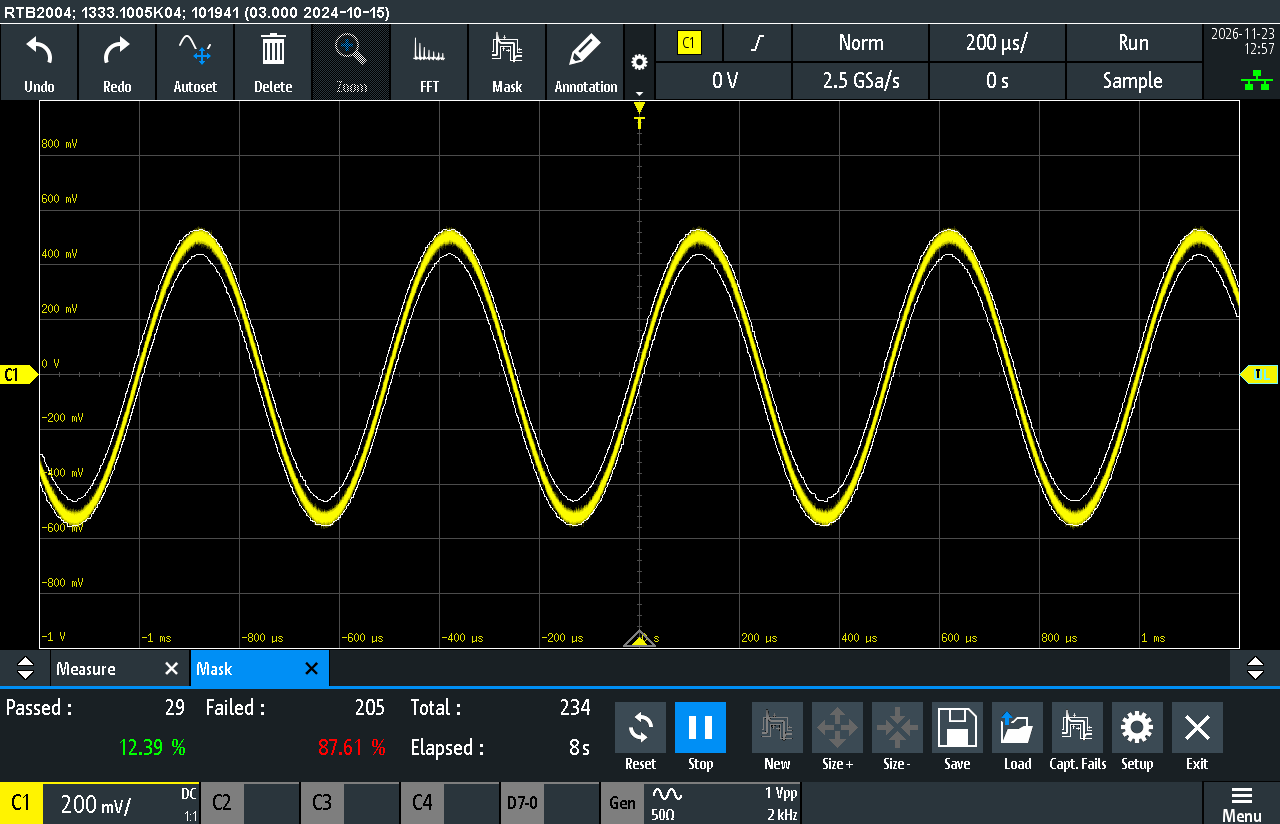 RTB2004; 1333.1005K04; 101941 (03.000 2024-10-15)
Undo Redo Autoset Delete Zoom FFT Mask Annotation
C1 Norm 200 µs/ Run
0 V 2.5 GSa/s 0 s Sample
2026-11-23
12:57
T
800 mV
600 mV
400 mV
200 mV
0 V
C1
-200 mV
-400 mV
-600 mV
-800 mV
-1 V
-1 ms -800 µs -600 µs -400 µs -200 µs s 200 µs 400 µs 600 µs 800 µs 1 ms
Measure Mask
Passed : 29 Failed : 205 Total : 234
12.39 % 87.61 % Elapsed : 8 s
Reset Stop New Size + Size - Save Load Capt. Fails Setup Exit
C1 200 mV/ DC 1:1 C2 C3 C4 D7-0 Gen 50Ω 1 Vpp 2 kHz Menu